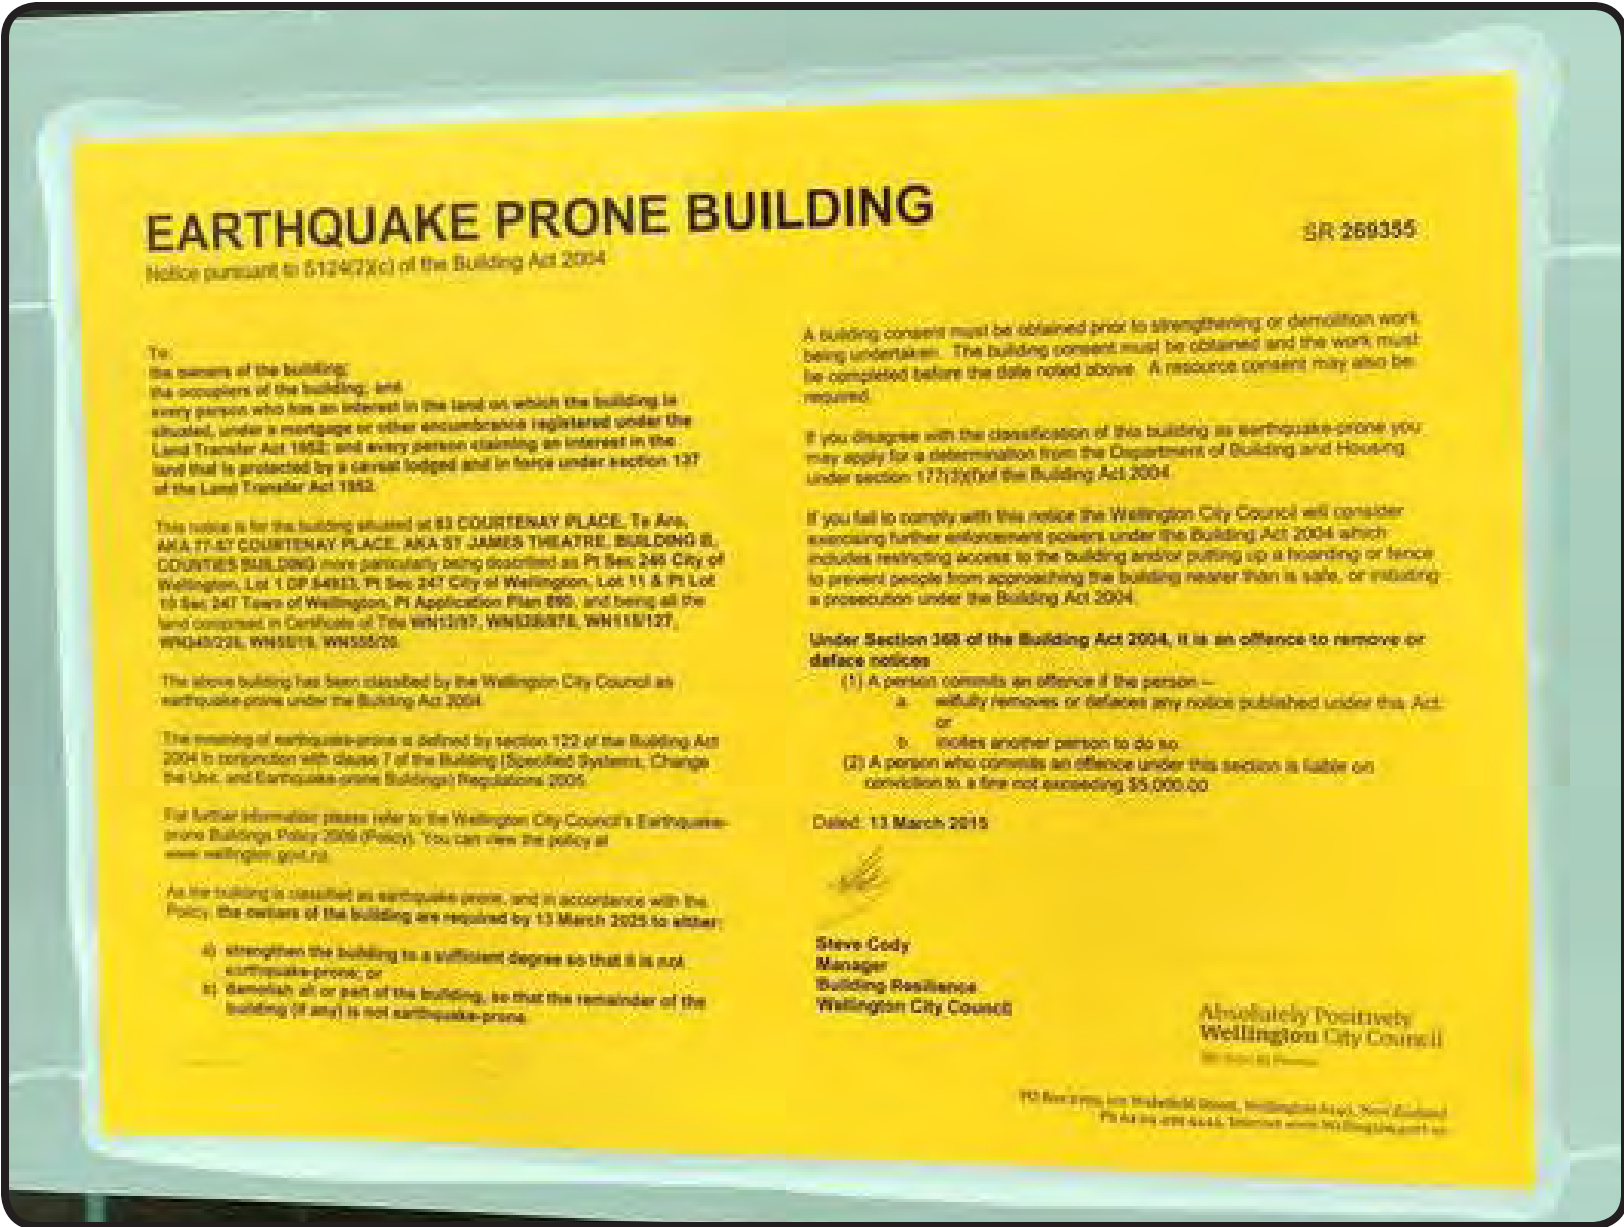 EARTHQUAKE PRONE BUILDING
SR 269355
Notice pursuant to S124(2)(c) of the Building Act 2004
To:
the owners of the building;
the occupiers of the building; and
every person who has an interest in the land on which the building is
situated, under a mortgage or other encumbrance registered under the
Land Transfer Act 1952; and every person claiming an interest in the
land that is protected by a caveat lodged and in force under section 137
of the Land Transfer Act 1952.
This notice is for the building situated at COURTENAY PLACE, Te Aro,
AKA COURTENAY PLACE, AKA ST JAMES THEATRE, BUILDING
COUNTIES BUILDING more particularly being described as Pt Sec City of
Wellington, Lot 1 DP Pt Sec 247 City of Wellington, Lot 11 & Pt Lot
10 Sec 247 Town of Wellington, Pt Application Plan and being all the
land comprised in Certificate of Title
The above building has been classified by the Wellington City Council as
earthquake-prone under the Building Act 2004.
The meaning of earthquake-prone is defined by section 122 of the Building Act
2004 in conjunction with clause 7 of the Building (Specified Systems, Change
the Use, and Earthquake-prone Buildings) Regulations 2005.
For further information please refer to the Wellington City Council's Earthquake-
prone Buildings Policy 2009 (Policy). You can view the policy at
www.wellington.govt.nz.
As the building is classified as earthquake-prone, and in accordance with the
Policy, the owners of the building are required by 13 March 2025 to either:
a) strengthen the building to a sufficient degree so that it is not
earthquake-prone; or
b) demolish all or part of the building, so that the remainder of the
building (if any) is not earthquake-prone.
A building consent must be obtained prior to strengthening or demolition work
being undertaken. The building consent must be obtained and the work must
be completed before the date noted above. A resource consent may also be
required.
If you disagree with the classification of this building as earthquake-prone you
may apply for a determination from the Department of Building and Housing
under section 177(3)(f)of the Building Act 2004.
If you fail to comply with this notice the Wellington City Council will consider
exercising further enforcement powers under the Building Act 2004 which
includes restricting access to the building and/or putting up a hoarding or fence
to prevent people from approaching the building nearer than is safe, or initiating
a prosecution under the Building Act 2004.
Under Section 368 of the Building Act 2004, it is an offence to remove or
deface notices
(1) A person commits an offence if the person –
a. wilfully removes or defaces any notice published under this Act;
or
b. incites another person to do so.
(2) A person who commits an offence under this section is liable on
conviction to a fine not exceeding $5,000.00
Dated: 13 March 2015
Steve Cody
Manager
Building Resilience
Wellington City Council
Absolutely Positively
Wellington City Council
Wakefield Street, Wellington New Zealand